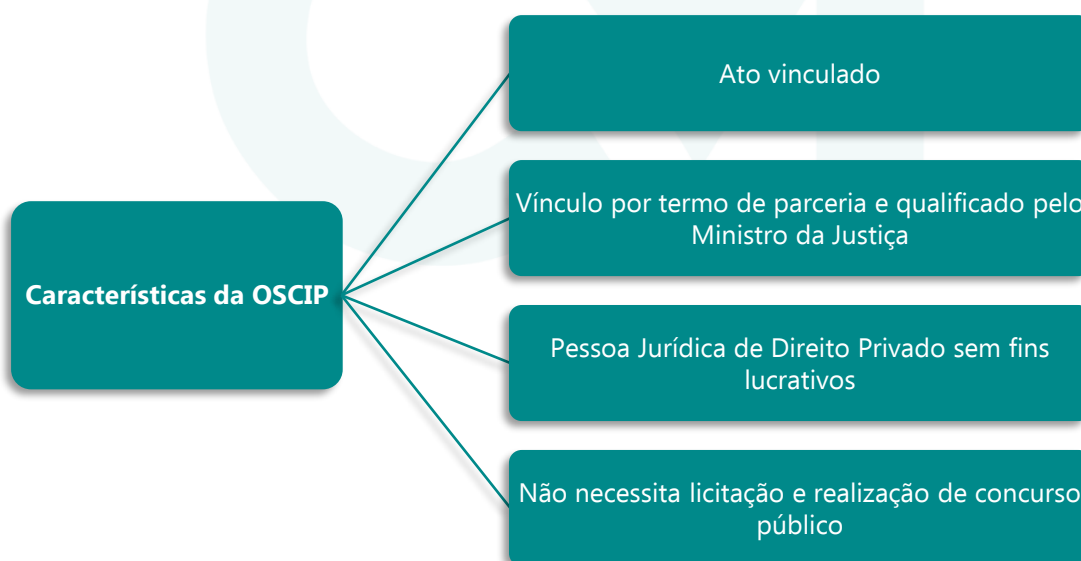 Ato vinculado
Vínculo por termo de parceria e qualificado pelo
Ministro da Justiça
Características da OSCIP
Pessoa Jurídica de Direito Privado sem fins
lucrativos
Não necessita licitação e realização de concurso
público